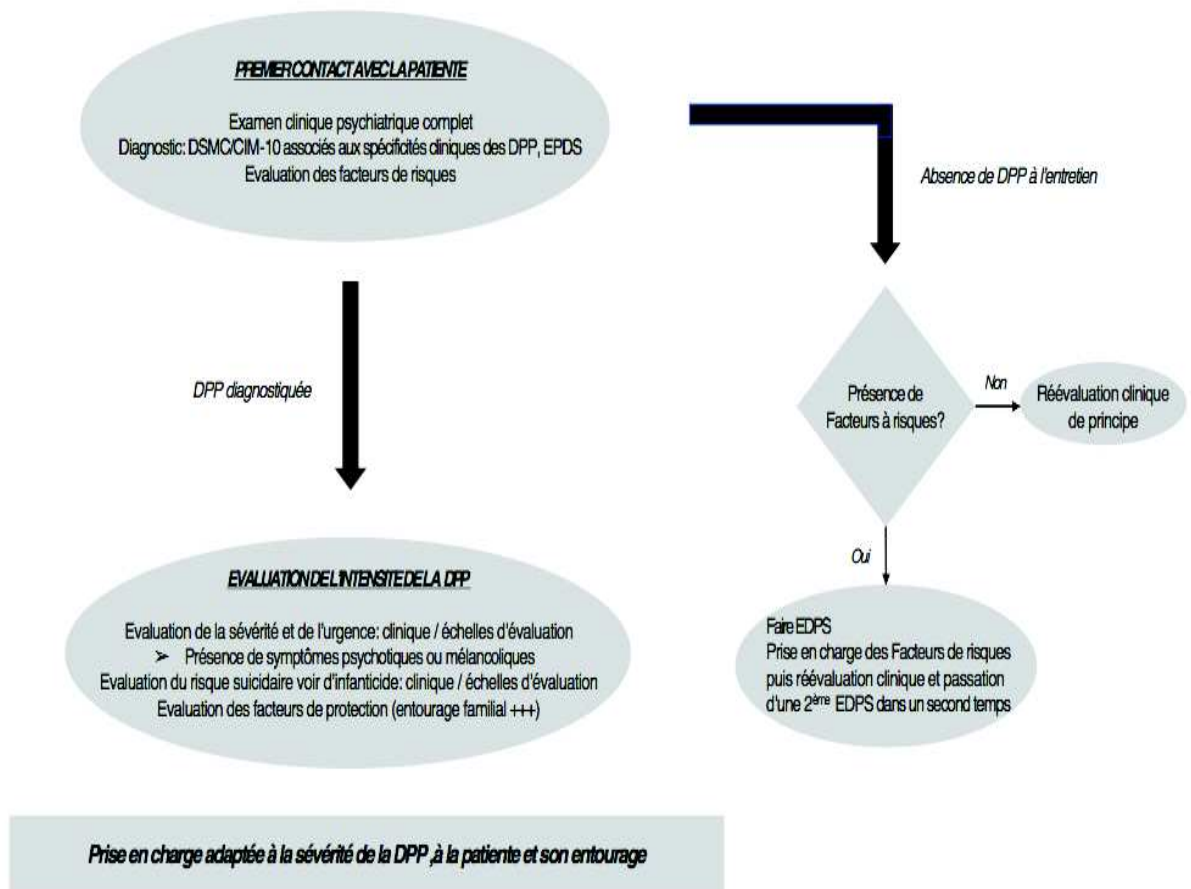 PREMIER CONTACT AVEC LA PATIENTE
Examen clinique psychiatrique complet
Diagnostic: DSMC/CIM-10 associés aux spécificités cliniques des DPP, EPDS
Evaluation des facteurs de risques
Absence de DPP à l'entretien
DPP diagnostiquée
Présence de
Facteurs à risques?
Non
Réévaluation clinique
de principe
Oui
EVALUATION DE L'INTENSITE DE LA DPP
Evaluation de la sévérité et de l'urgence: clinique / échelles d'évaluation
➤ Présence de symptômes psychotiques ou mélancoliques
Evaluation du risque suicidaire voir d'infanticide: clinique / échelles d'évaluation
Evaluation des facteurs de protection (entourage familial +++)
Faire EDPS
Prise en charge des Facteurs de risques
puis réévaluation clinique et passation
d'une 2ème EDPS dans un second temps
Prise en charge adaptée à la sévérité de la DPP ,à la patiente et son entourage